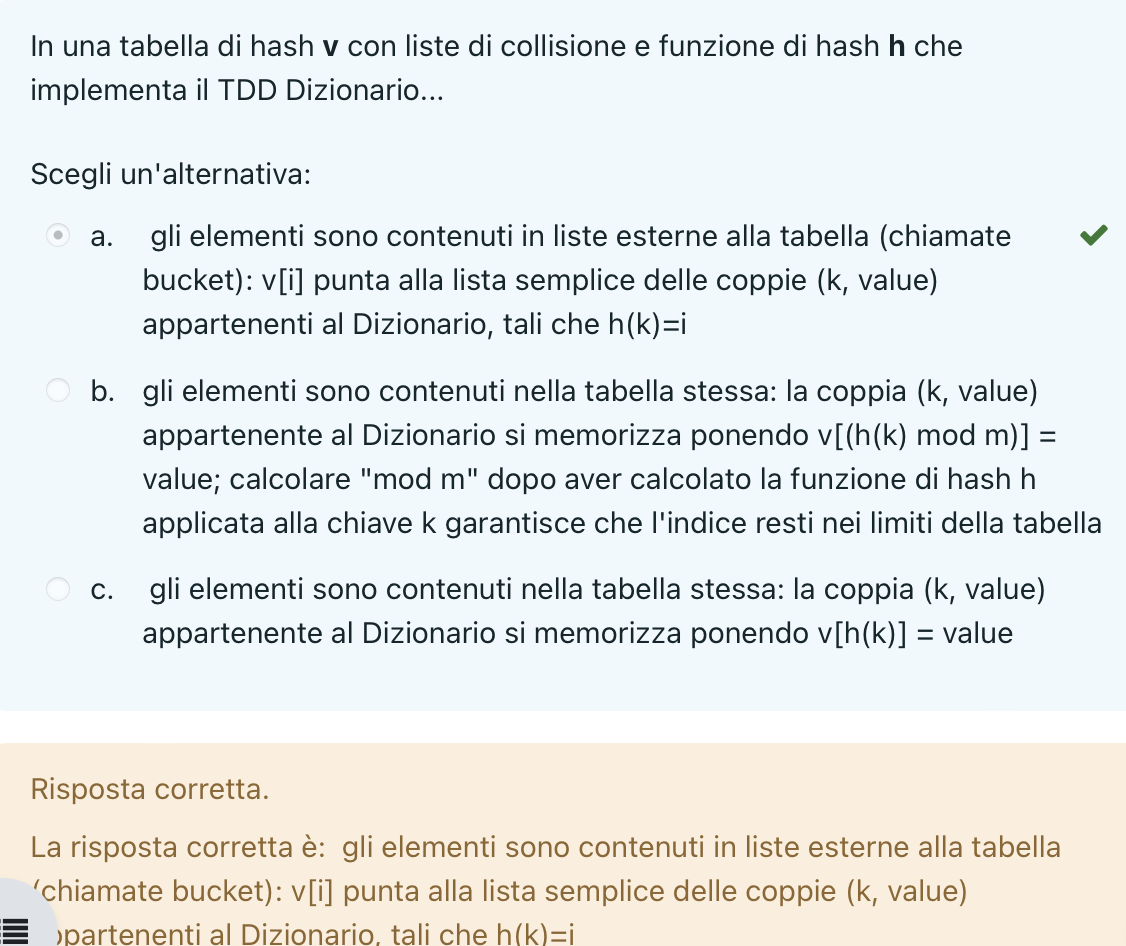 In una tabella di hash v con liste di collisione e funzione di hash h che
implementa il TDD Dizionario...
Scegli un'alternativa:
a. gli elementi sono contenuti in liste esterne alla tabella (chiamate
bucket): v[i] punta alla lista semplice delle coppie (k, value)
appartenenti al Dizionario, tali che h(k)=i
b. gli elementi sono contenuti nella tabella stessa: la coppia (k, value)
appartenente al Dizionario si memorizza ponendo v[(h(k) mod m)] =
value; calcolare "mod m" dopo aver calcolato la funzione di hash h
applicata alla chiave k garantisce che l'indice resti nei limiti della tabella
c. gli elementi sono contenuti nella tabella stessa: la coppia (k, value)
appartenente al Dizionario si memorizza ponendo v[h(k)] = value
Risposta corretta.
La risposta corretta è: gli elementi sono contenuti in liste esterne alla tabella
(chiamate bucket): v[i] punta alla lista semplice delle coppie (k, value)
al Dizionario, tali che h(k)=i